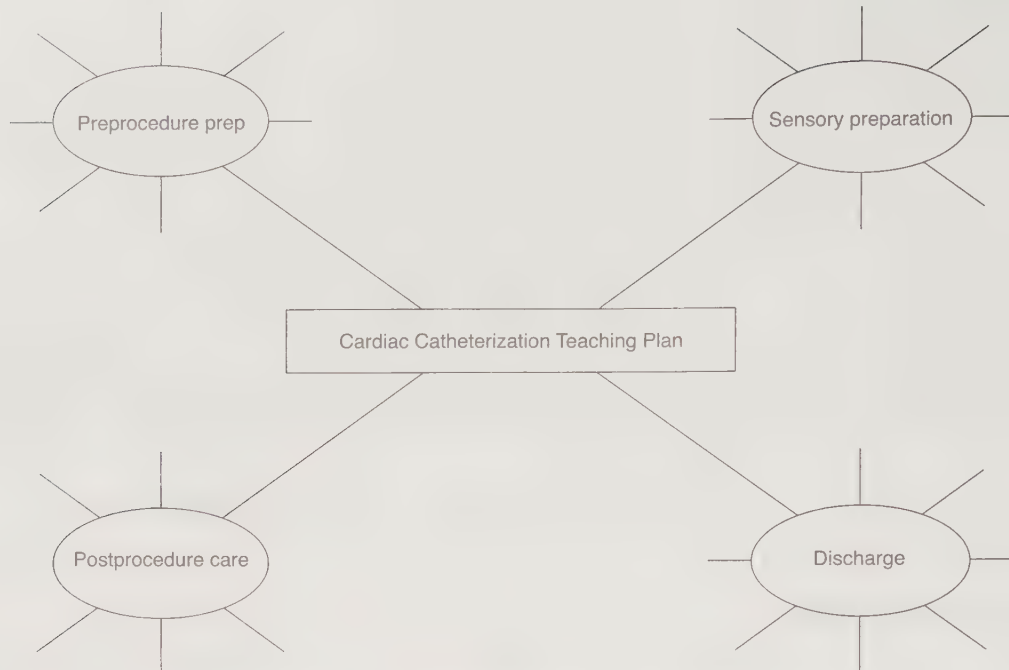 Preprocedure prep
Sensory preparation
Cardiac Catheterization Teaching Plan
Postprocedure care
Discharge